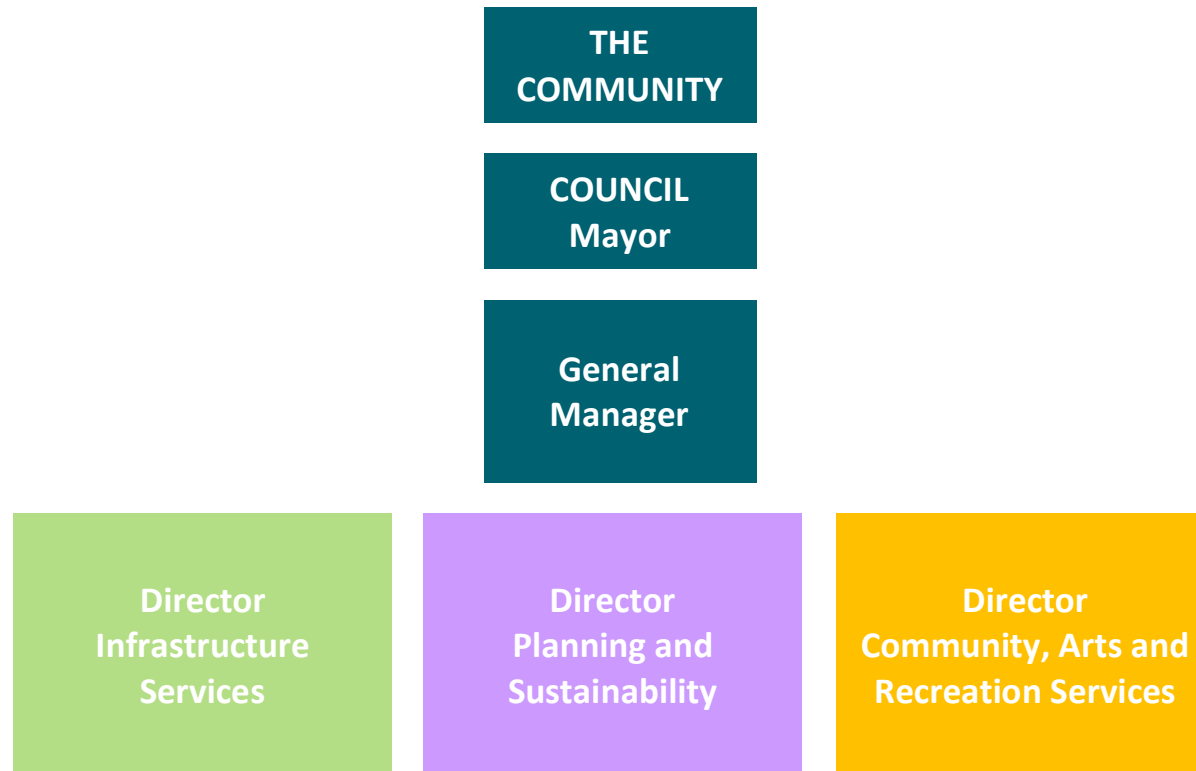 THE
COMMUNITY
COUNCIL
Mayor
General
Manager
Director
Infrastructure
Services
Director
Planning and
Sustainability
Director
Community, Arts and
Recreation Services